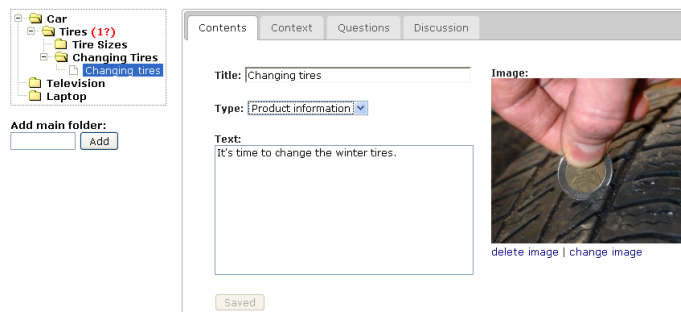 Car
Tires (1?)
Tire Sizes
Changing Tires
Changing tires
Television
Laptop
Add main folder:
Add
Contents Context Questions Discussion
Title: Changing tires
Type: Product information
Text:
It's time to change the winter tires.
Saved
Image:
delete image | change image